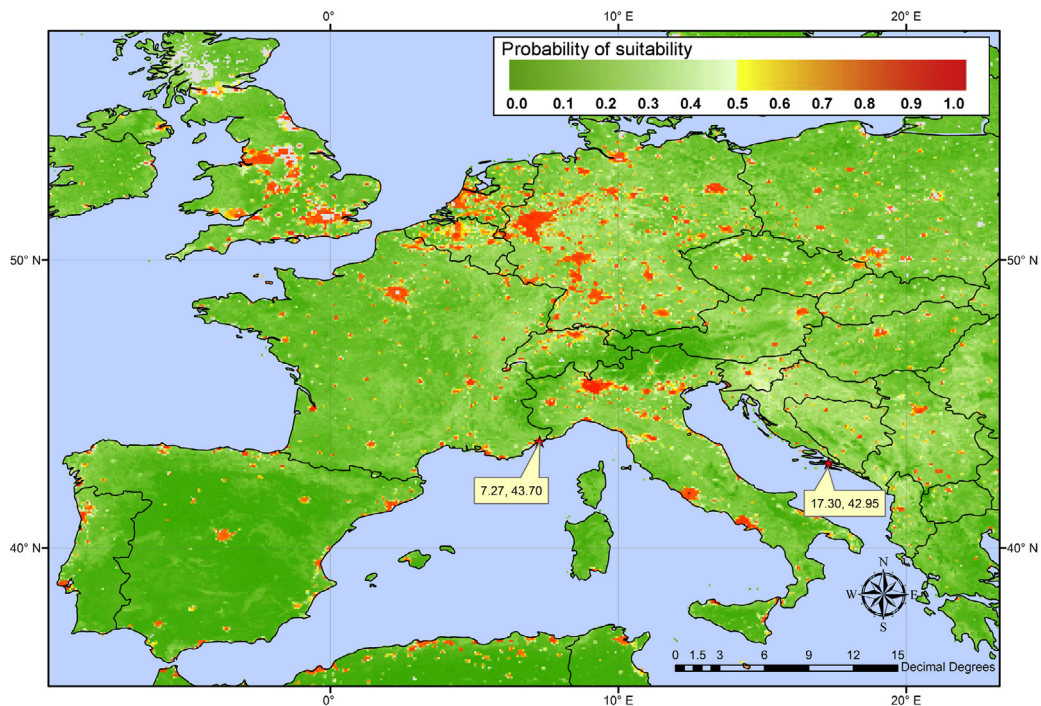 0° 10° E 20° E
Probability of suitability
0.0 0.1 0.2 0.3 0.4 0.5 0.6 0.7 0.8 0.9 1.0
50° N 50° N
7.27, 43.70
17.30, 42.95
40° N 40° N
N
W E
S
0 1.5 3 6 9 12 15
Decimal Degrees
0° 10° E 20° E